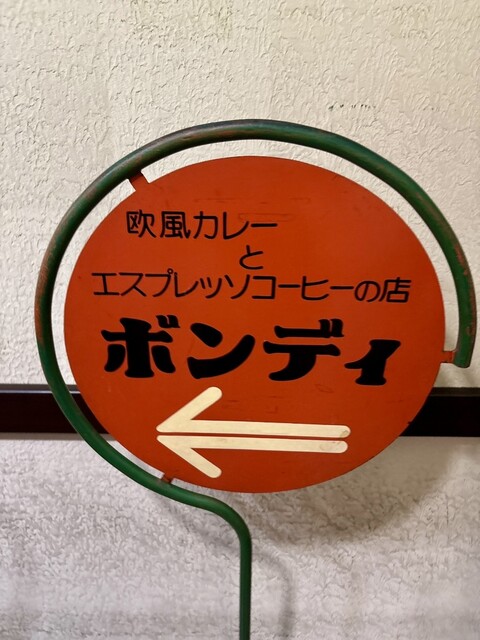 欧風カレー
と
エスプレッソコーヒーの店
ボンディ